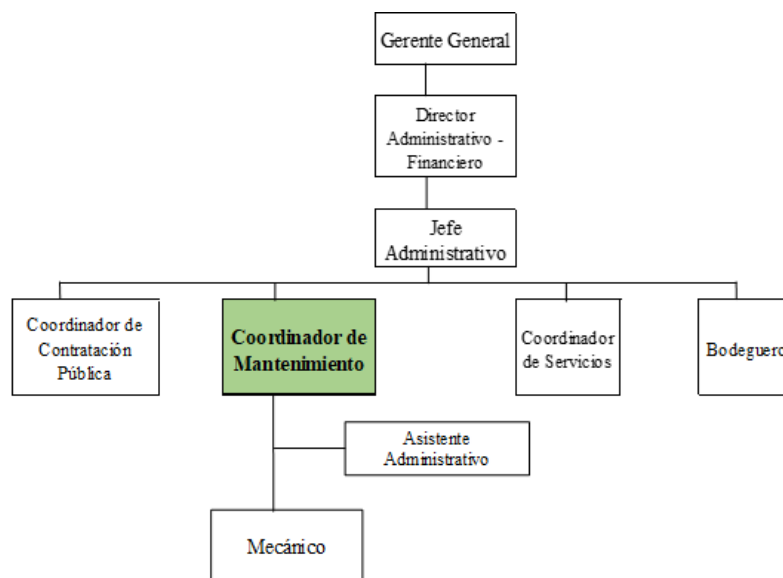 Gerente General
Director
Administrativo -
Financiero
Jefe
Administrativo
Coordinador de
Contratación
Pública
Coordinador de
Mantenimiento
Coordinador
de Servicios
Bodeguero
Asistente
Administrativo
Mecánico